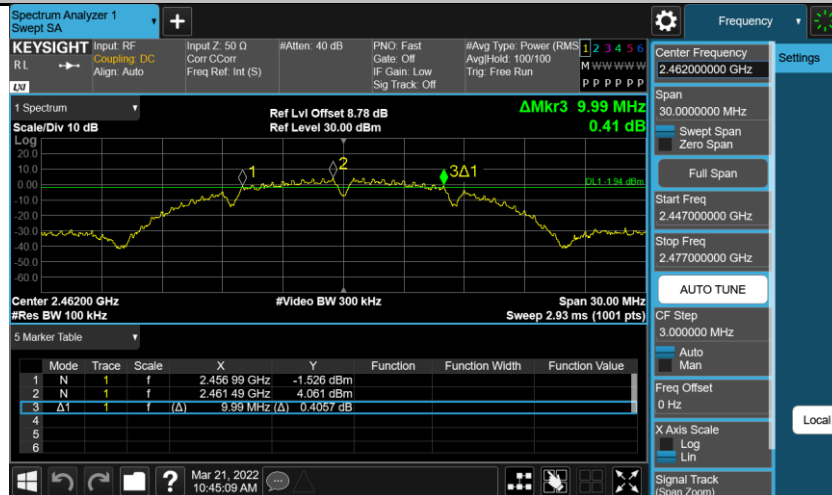 Spectrum Analyzer 1
Swept SA
+
Frequency
KEYSIGHT
RL
LXI
Input: RF
Coupling: DC
Align: Auto
Input Z: 50 Ω
Corr CCorr
Freq Ref: Int (S)
#Atten: 40 dB
PNO: Fast
Gate: Off
IF Gain: Low
Sig Track: Off
#Avg Type: Power (RMS
Avg|Hold: 100/100
Trig: Free Run
1 2 3 4 5 6
M W W W W W
P P P P P P
1 Spectrum
Scale/Div 10 dB
Ref Lvl Offset 8.78 dB
Ref Level 30.00 dBm
ΔMkr3 9.99 MHz
0.41 dB
Log
20.0
10.0
0.00
-10.0
-20.0
-30.0
-40.0
-50.0
-60.0
1
2
3Δ1
DL1 -1.94 dBm
Center 2.46200 GHz
#Video BW 300 kHz
Span 30.00 MHz
#Res BW 100 kHz
Sweep 2.93 ms (1001 pts)
5 Marker Table
Mode Trace Scale X Y Function Function Width Function Value
1 N 1 f 2.456 99 GHz -1.526 dBm
2 N 1 f 2.461 49 GHz 4.061 dBm
3 Δ1 1 f (Δ) 9.99 MHz (Δ) 0.4057 dB
4
5
6
?
Mar 21, 2022
10:45:09 AM
Center Frequency
2.462000000 GHz
Span
30.0000000 MHz
Swept Span
Zero Span
Full Span
Start Freq
2.447000000 GHz
Stop Freq
2.477000000 GHz
AUTO TUNE
CF Step
3.000000 MHz
Auto
Man
Freq Offset
0 Hz
X Axis Scale
Log
Lin
Signal Track
(Span Zoom)
Settings
Local